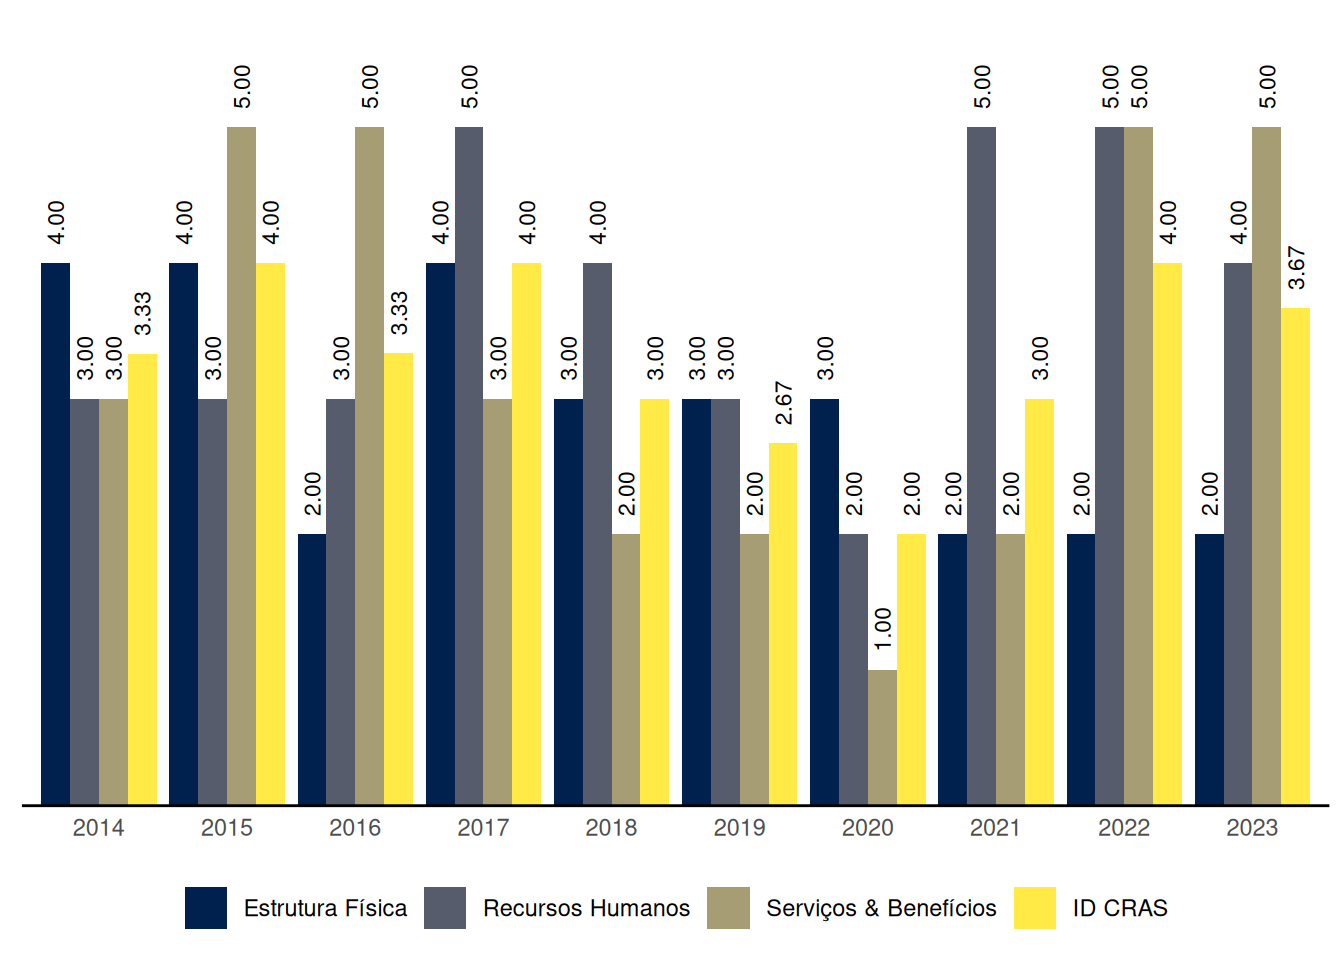 4.00 3.00 3.00 3.33
4.00 3.00 5.00 4.00
2.00 3.00 5.00 3.33
4.00 5.00 3.00 4.00
3.00 4.00 2.00 3.00
3.00 3.00 2.00 2.67
3.00 2.00 1.00 2.00
2.00 5.00 2.00 3.00
2.00 5.00 5.00 4.00
2.00 4.00 5.00 3.67
2014 2015 2016 2017 2018 2019 2020 2021 2022 2023
Estrutura Física Recursos Humanos Serviços & Benefícios ID CRAS